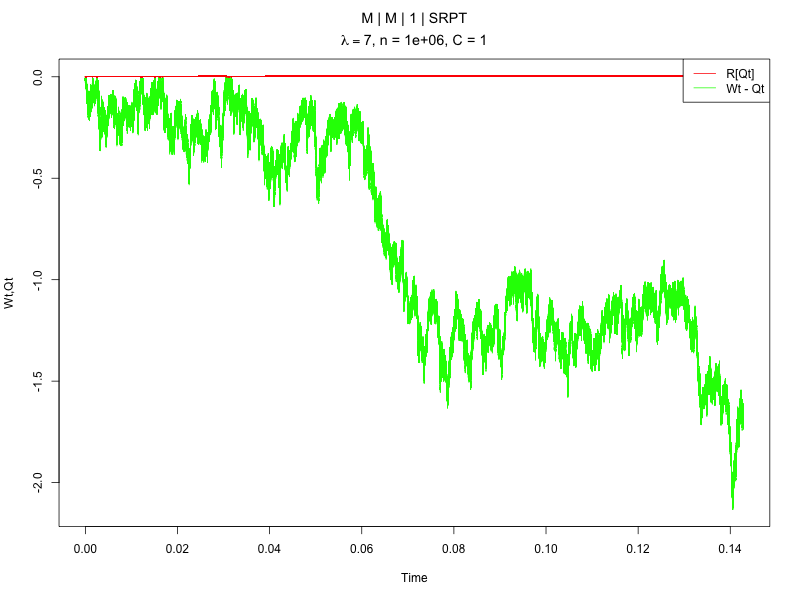 M | M | 1 | SRPT
λ = 7, n = 1e+06, C = 1
R[Qt]
Wt - Qt
Wt,Qt
0.0
-0.5
-1.0
-1.5
-2.0
0.00 0.02 0.04 0.06 0.08 0.10 0.12 0.14
Time